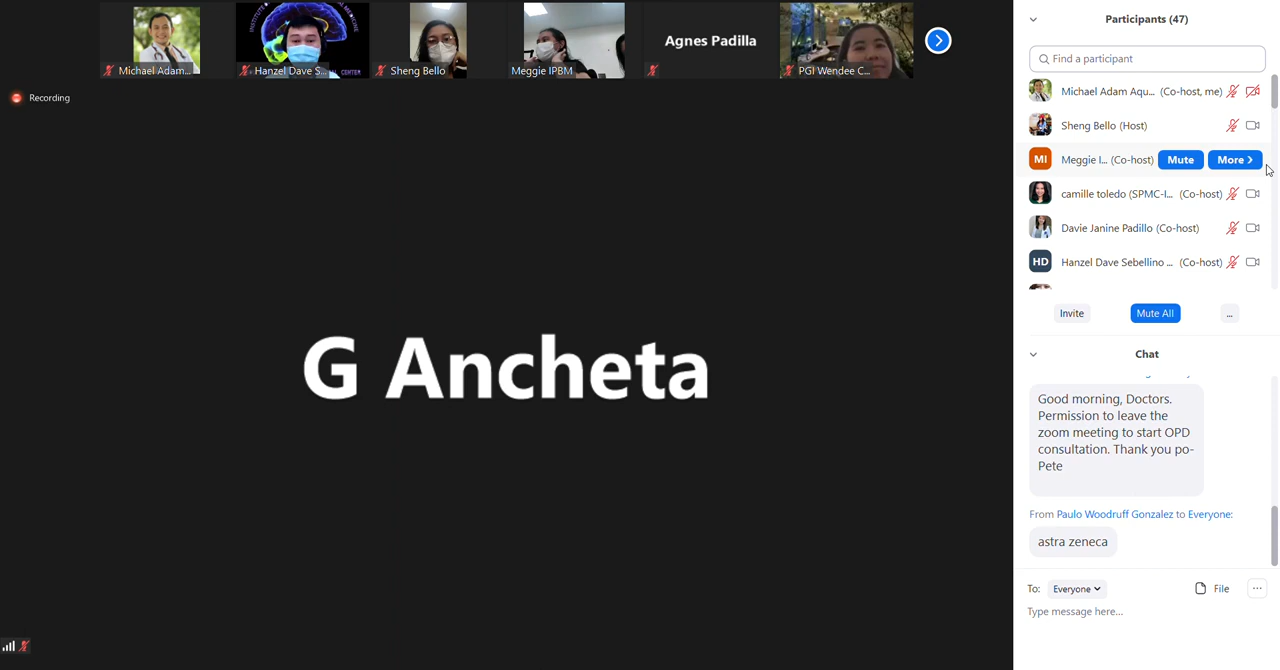 Michael Adam...
Hanzel Dave S...
Sheng Bello
Meggie IPBM
Agnes Padilla
PGI Wendee C...
Recording
G Ancheta
Participants (47)
Find a participant
Michael Adam Aqu... (Co-host, me)
Sheng Bello (Host)
MI Meggie I... (Co-host) Mute More
camille toledo (SPMC-I... (Co-host)
Davie Janine Padillo (Co-host)
HD Hanzel Dave Sebellino ... (Co-host)
Invite Mute All ...
Chat
Good morning, Doctors.
Permission to leave the
zoom meeting to start OPD
consultation. Thank you po-
Pete
From Paulo Woodruff Gonzalez to Everyone:
astra zeneca
To: Everyone File ...
Type message here...